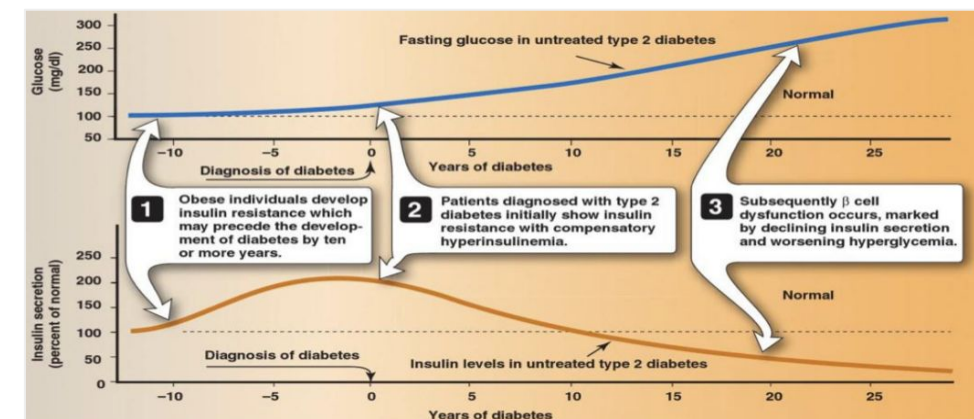 Glucose
(mg/dl)
300
250
200
150
100
50
Fasting glucose in untreated type 2 diabetes
Normal
–10
–5
0
5
10
15
20
25
Diagnosis of diabetes
Years of diabetes
1
Obese individuals develop
insulin resistance which
may precede the develop-
ment of diabetes by ten
or more years.
2
Patients diagnosed with type 2
diabetes initially show insulin
resistance with compensatory
hyperinsulinemia.
3
Subsequently β cell
dysfunction occurs, marked
by declining insulin secretion
and worsening hyperglycemia.
Insulin secretion
(percent of normal)
250
200
150
100
50
0
Normal
Diagnosis of diabetes
Insulin levels in untreated type 2 diabetes
–10
–5
0
5
10
15
20
25
Years of diabetes